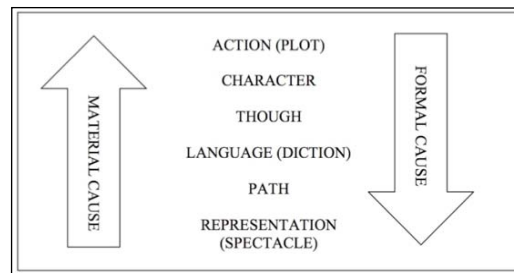 MATERIAL CAUSE
ACTION (PLOT)
CHARACTER
THOUGH
LANGUAGE (DICTION)
PATH
REPRESENTATION
(SPECTACLE)
FORMAL CAUSE